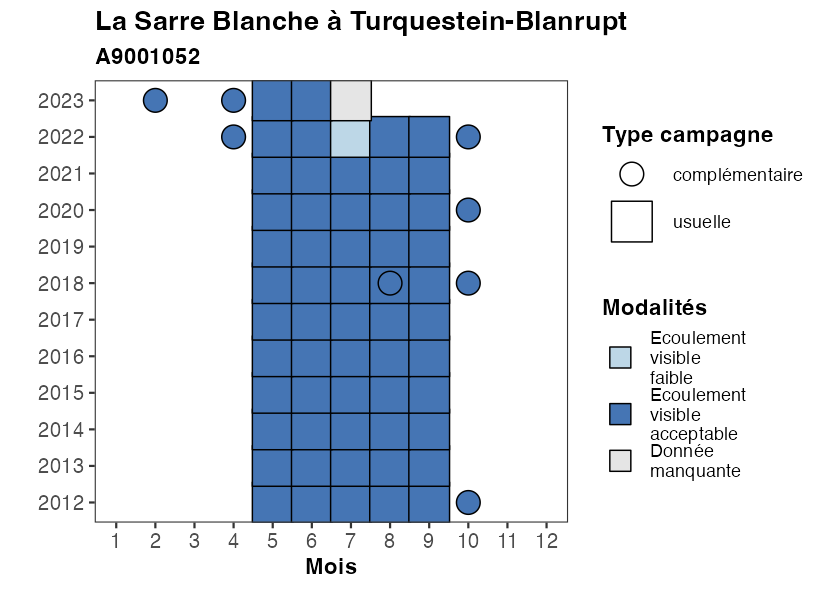 La Sarre Blanche à Turquestein-Blanrupt
A9001052
2023
2022
2021
2020
2019
2018
2017
2016
2015
2014
2013
2012
1 2 3 4 5 6 7 8 9 10 11 12
Mois
Type campagne
complémentaire
usuelle
Modalités
Ecoulement
visible
faible
Ecoulement
visible
acceptable
Donnée
manquante